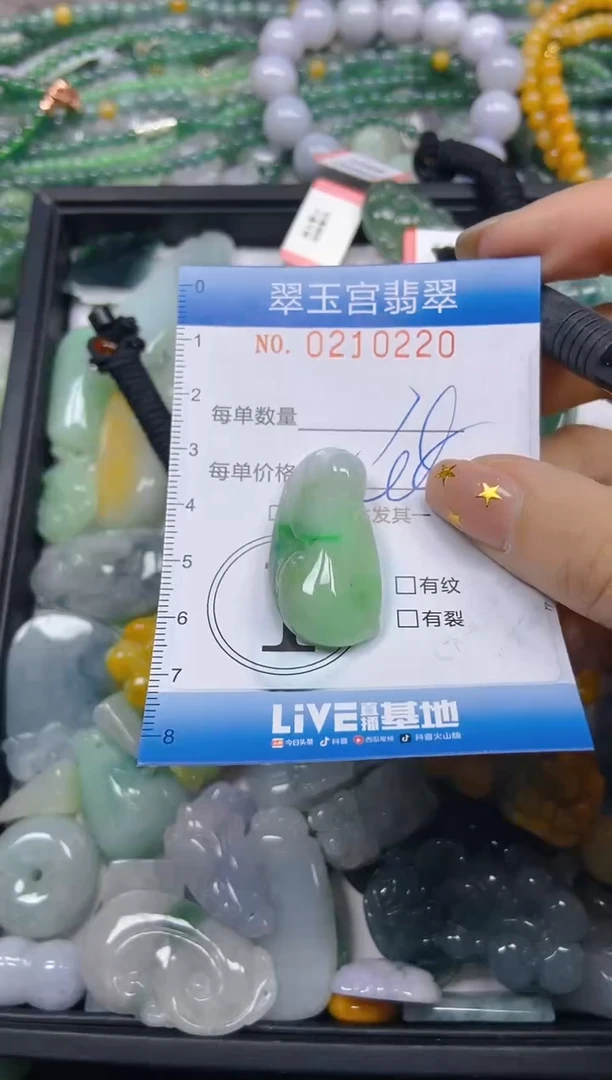 0
翠玉宫翡翠
1
NO. 0210220
2
每单数量
3
每单价格
4
发其一
5
有纹
6
有裂
7
LiVE直播基地
今日头条 抖音 西瓜视频 抖音火山版
8